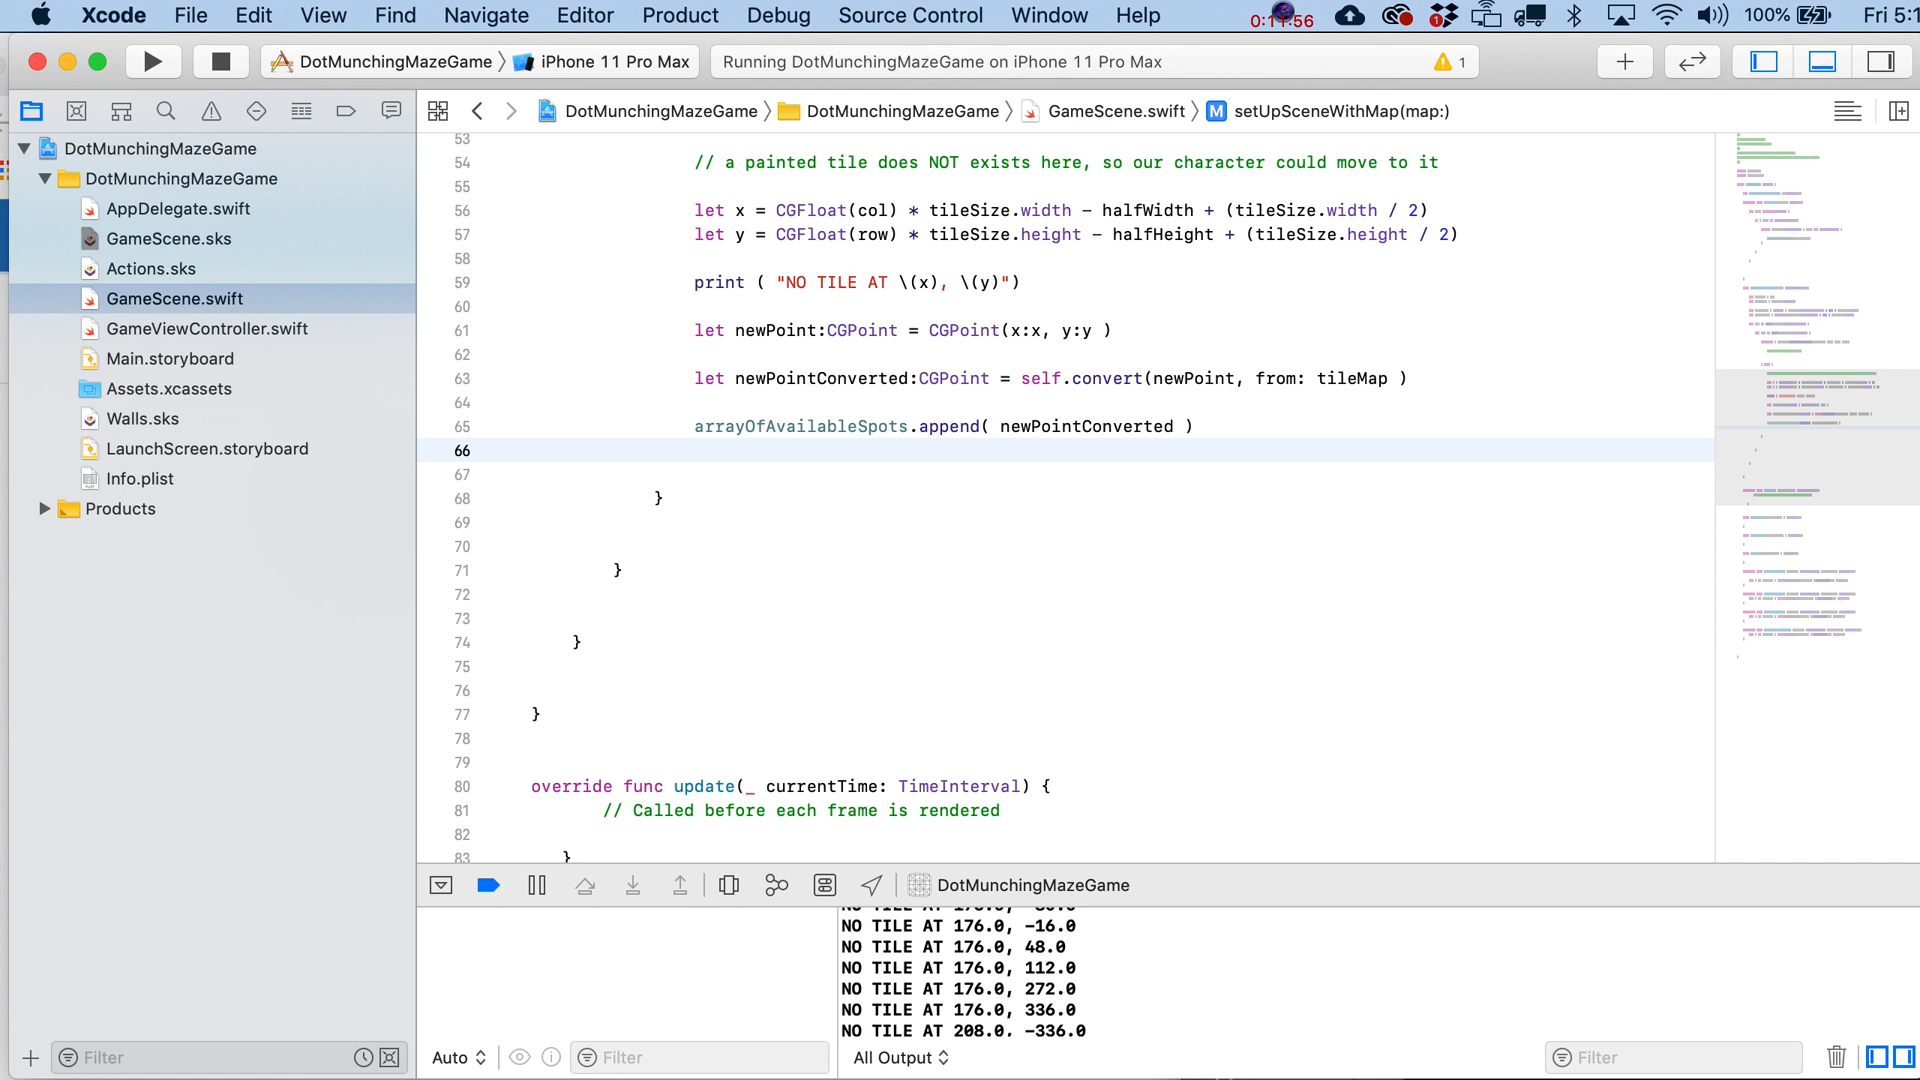 Xcode File Edit View Find Navigate Editor Product Debug Source Control Window Help 0:11:56 1 100% Fri 5:1
DotMunchingMazeGame iPhone 11 Pro Max Running DotMunchingMazeGame on iPhone 11 Pro Max 1
DotMunchingMazeGame DotMunchingMazeGame GameScene.swift M setUpSceneWithMap(map:)
DotMunchingMazeGame
DotMunchingMazeGame
AppDelegate.swift
GameScene.sks
Actions.sks
GameScene.swift
GameViewController.swift
Main.storyboard
Assets.xcassets
Walls.sks
LaunchScreen.storyboard
Info.plist
Products
Filter
53
54 // a painted tile does NOT exists here, so our character could move to it
55
56 let x = CGFloat(col) * tileSize.width - halfWidth + (tileSize.width / 2)
57 let y = CGFloat(row) * tileSize.height - halfHeight + (tileSize.height / 2)
58
59 print ( "NO TILE AT \(x), \(y)")
60
61 let newPoint:CGPoint = CGPoint(x:x, y:y )
62
63 let newPointConverted:CGPoint = self.convert(newPoint, from: tileMap )
64
65 arrayOfAvailableSpots.append( newPointConverted )
66
67
68 }
69
70
71 }
72
73
74 }
75
76
77 }
78
79
80 override func update(_ currentTime: TimeInterval) {
81 // Called before each frame is rendered
82
83 }
DotMunchingMazeGame
NO TILE AT 176.0, -16.0
NO TILE AT 176.0, 48.0
NO TILE AT 176.0, 112.0
NO TILE AT 176.0, 272.0
NO TILE AT 176.0, 336.0
NO TILE AT 208.0, -336.0
Auto Filter All Output Filter